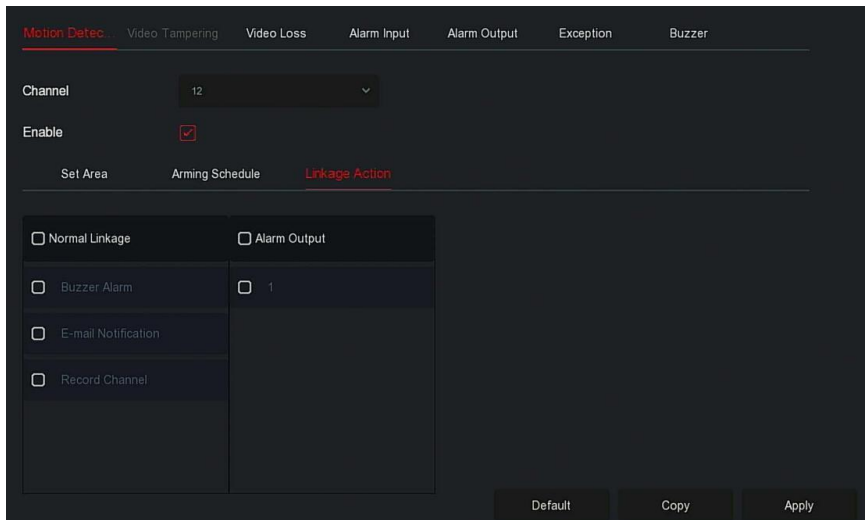 Motion Detec.. Video Tampering Video Loss Alarm Input Alarm Output Exception Buzzer
Channel 12
Enable
Set Area Arming Schedule Linkage Action
Normal Linkage Alarm Output
Buzzer Alarm 1
E-mail Notification
Record Channel
Default Copy Apply